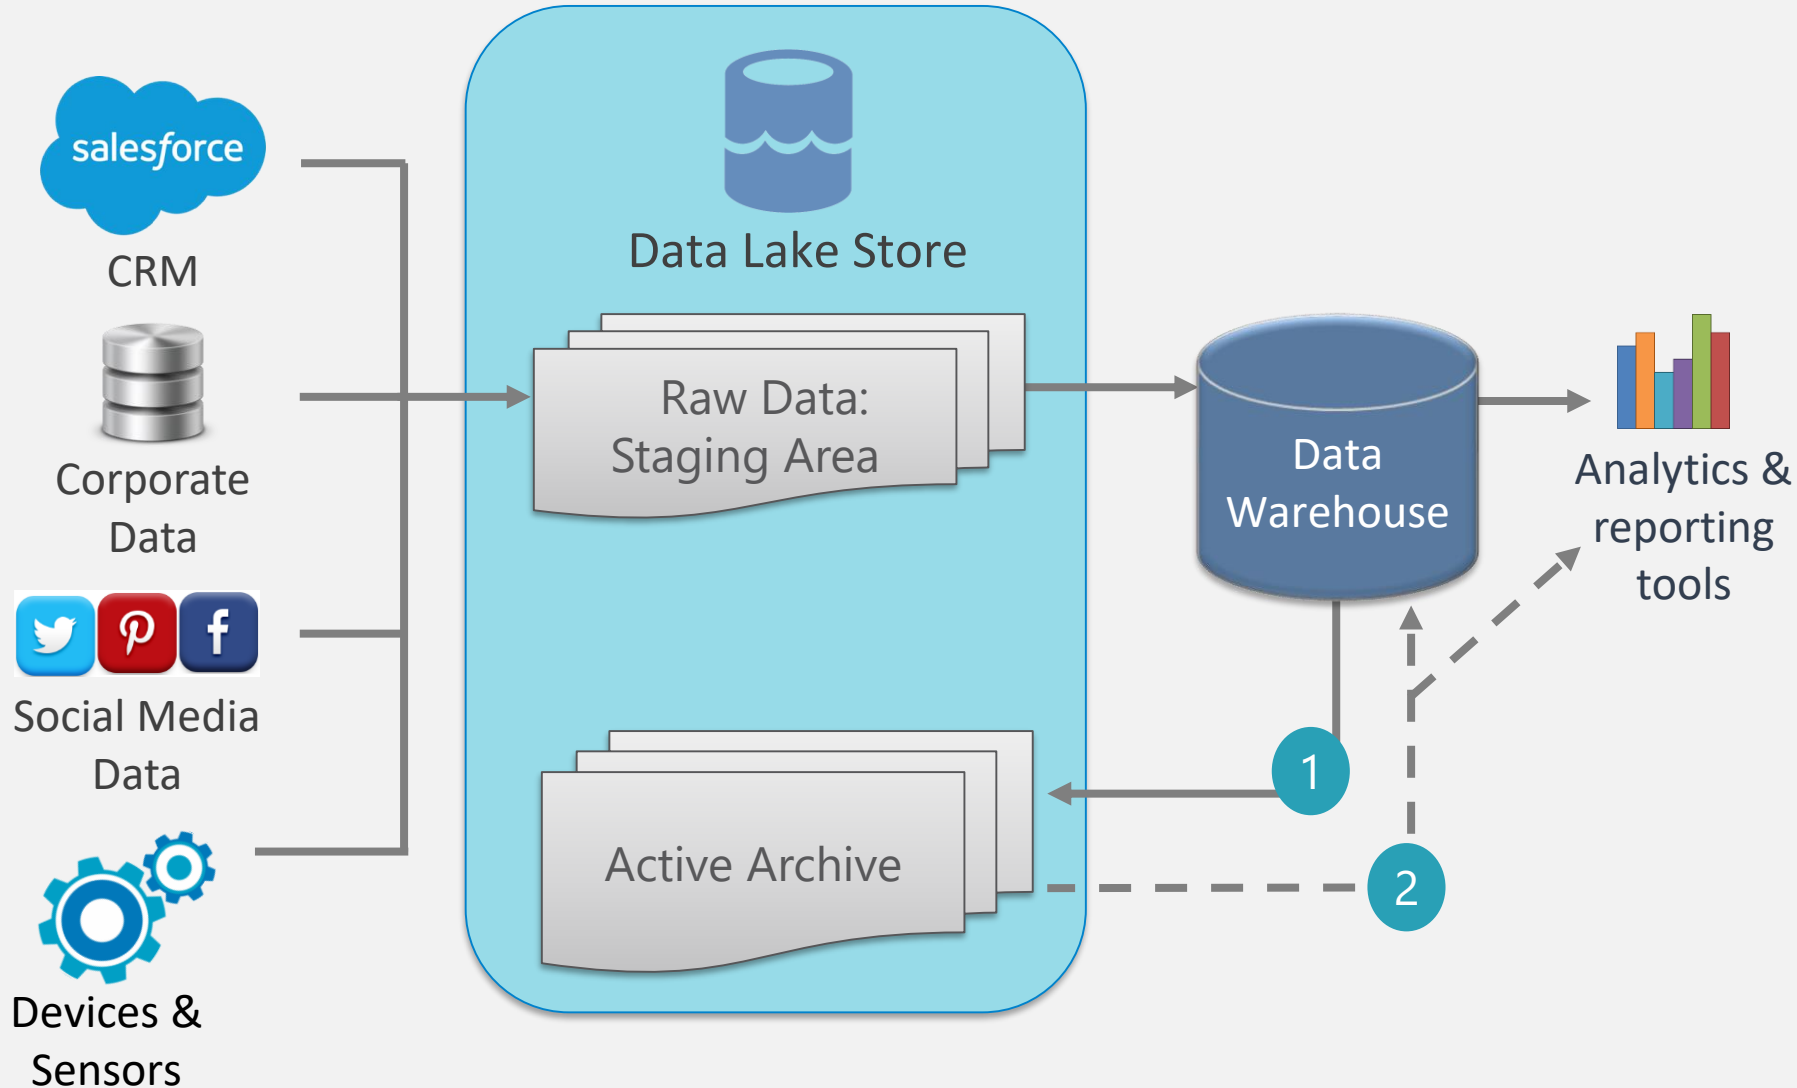 salesforce
CRM
Corporate
Data
Social Media
Data
Devices &
Sensors
Data Lake Store
Raw Data:
Staging Area
Active Archive
Data
Warehouse
1
2
Analytics &
reporting
tools